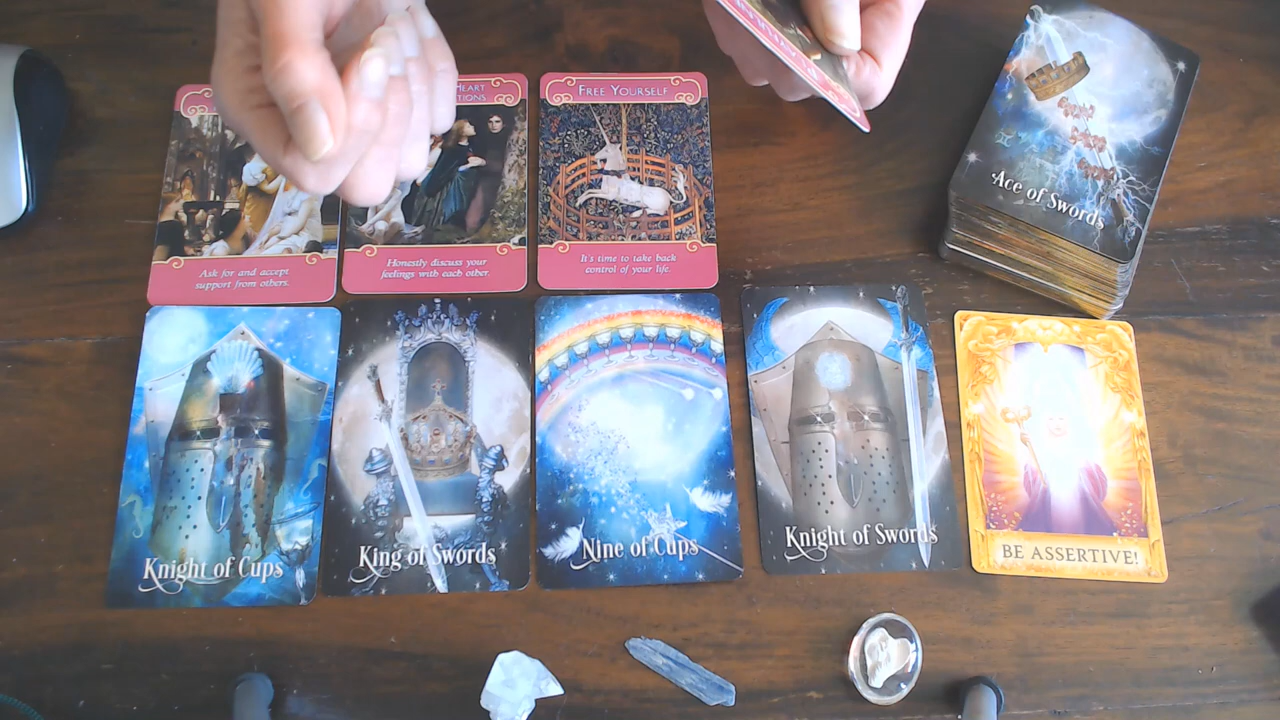 HEART
TIONS
FREE YOURSELF
Ask for and accept
support from others.
Honestly discuss your
feelings with each other.
It's time to take back
control of your life.
Ace of Swords
Knight of Cups
King of Swords
Nine of Cups
Knight of Swords
BE ASSERTIVE!